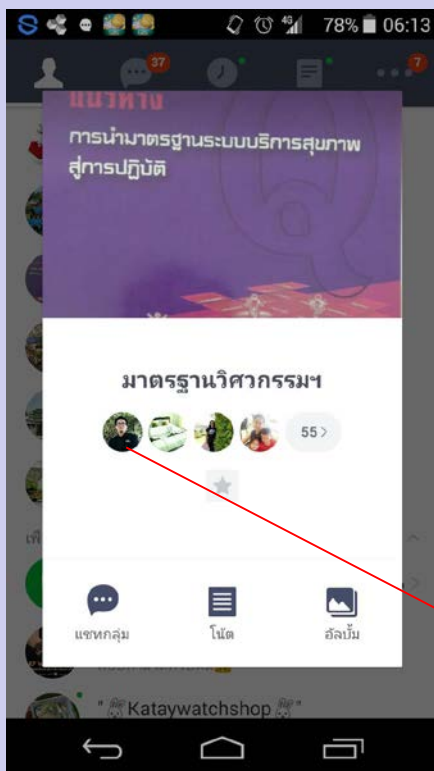 4G 78% 06:13
37
7
แนวทาง
การนำมาตรฐานระบบบริการสุขภาพ
สู่การปฏิบัติ
มาตรฐานวิศวกรรมฯ
55 >
แชทกลุ่ม โน้ต อัลบั้ม
"Kataywatchshop "